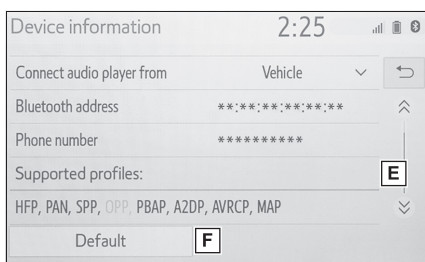 Device information 2:25
Connect audio player from Vehicle
Bluetooth address **:**:**:**:**:**
Phone number **********
Supported profiles:
E
HFP, PAN, SPP, OPP, PBAP, A2DP, AVRCP, MAP
Default F